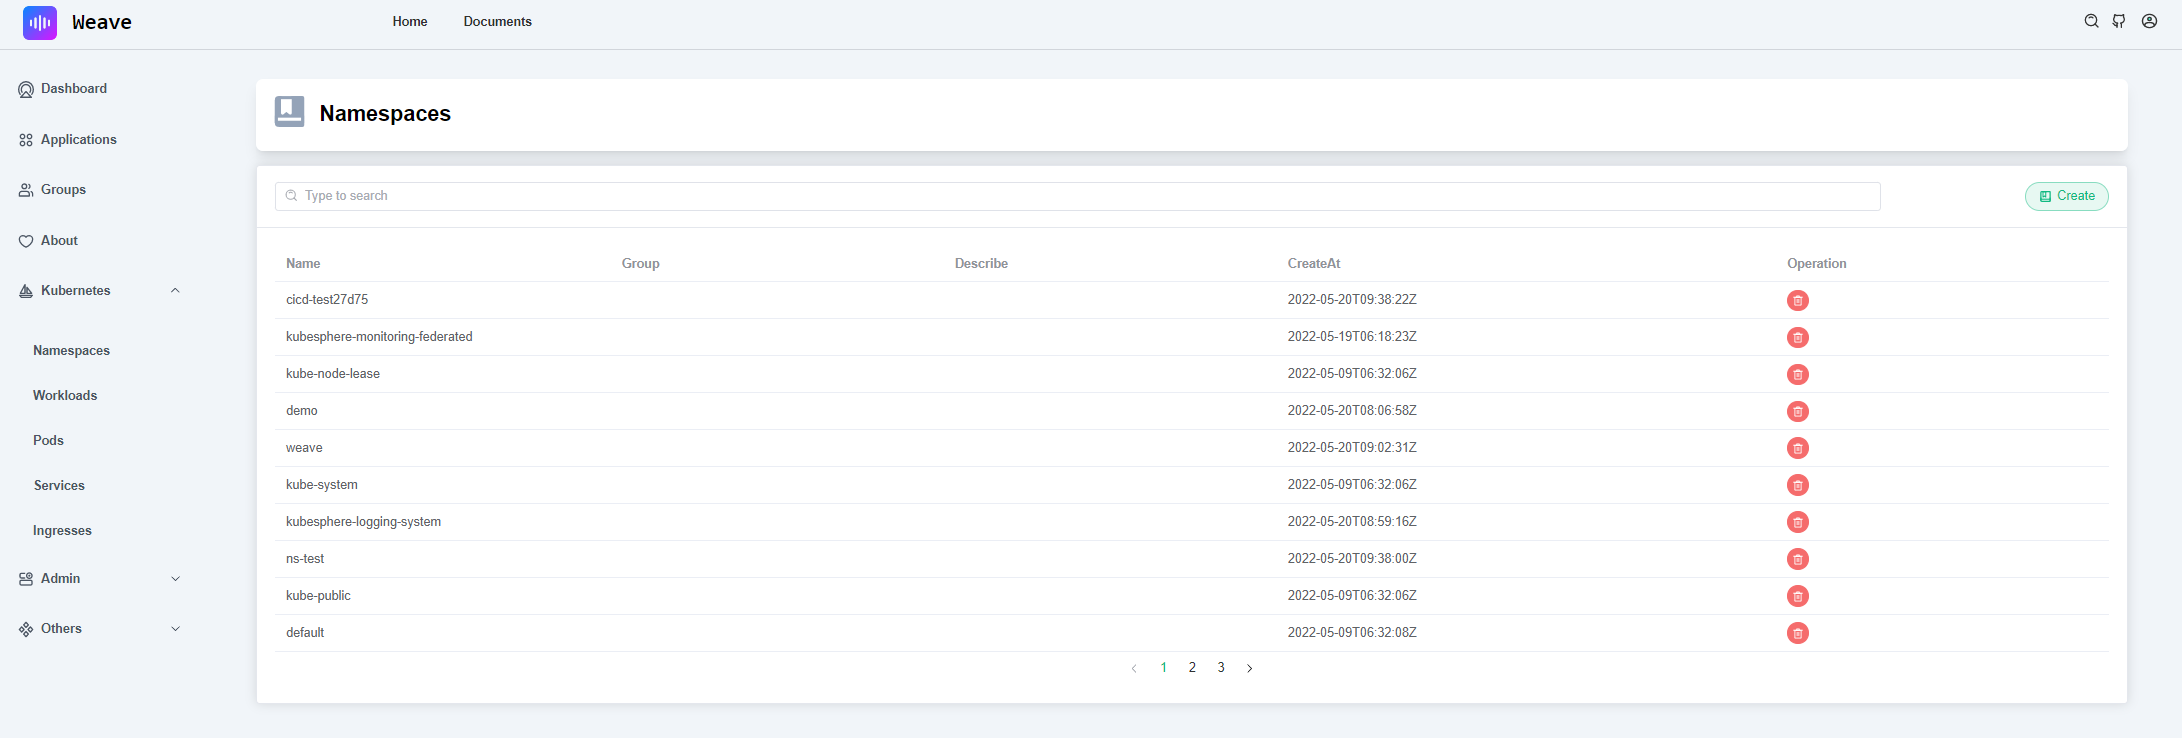 Weave
Home Documents
Dashboard
Applications
Groups
About
Kubernetes
Namespaces
Workloads
Pods
Services
Ingresses
Admin
Others
Namespaces
Type to search
Create
Name Group Describe CreateAt Operation
cicd-test27d75 2022-05-20T09:38:22Z
kubesphere-monitoring-federated 2022-05-19T06:18:23Z
kube-node-lease 2022-05-09T06:32:06Z
demo 2022-05-20T08:06:58Z
weave 2022-05-20T09:02:31Z
kube-system 2022-05-09T06:32:06Z
kubesphere-logging-system 2022-05-20T08:59:16Z
ns-test 2022-05-20T09:38:00Z
kube-public 2022-05-09T06:32:06Z
default 2022-05-09T06:32:08Z
1 2 3